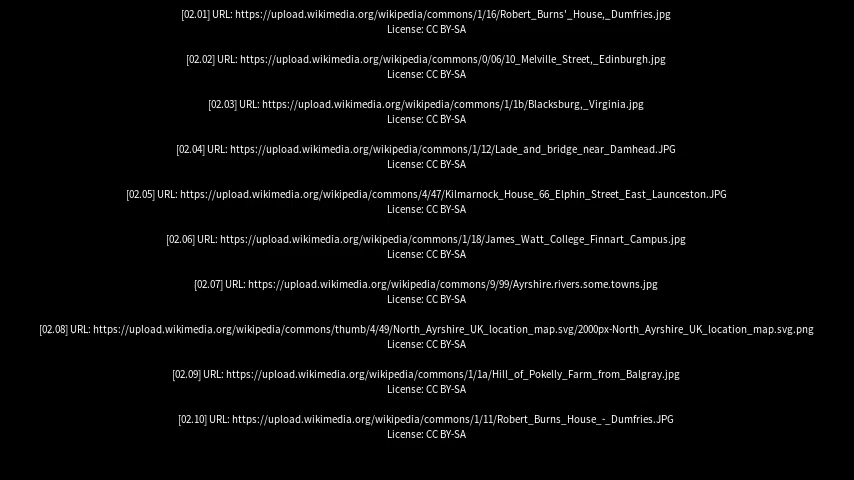 [02.01] URL: https://upload.wikimedia.org/wikipedia/commons/1/16/Robert_Burns'_House,_Dumfries.jpg
License: CC BY-SA
[02.02] URL: https://upload.wikimedia.org/wikipedia/commons/0/06/10_Melville_Street,_Edinburgh.jpg
License: CC BY-SA
[02.03] URL: https://upload.wikimedia.org/wikipedia/commons/1/1b/Blacksburg,_Virginia.jpg
License: CC BY-SA
[02.04] URL: https://upload.wikimedia.org/wikipedia/commons/1/12/Lade_and_bridge_near_Damhead.JPG
License: CC BY-SA
[02.05] URL: https://upload.wikimedia.org/wikipedia/commons/4/47/Kilmarnock_House_66_Elphin_Street_East_Launceston.JPG
License: CC BY-SA
[02.06] URL: https://upload.wikimedia.org/wikipedia/commons/1/18/James_Watt_College_Finnart_Campus.jpg
License: CC BY-SA
[02.07] URL: https://upload.wikimedia.org/wikipedia/commons/9/99/Ayrshire.rivers.some.towns.jpg
License: CC BY-SA
[02.08] URL: https://upload.wikimedia.org/wikipedia/commons/thumb/4/49/North_Ayrshire_UK_location_map.svg/2000px-North_Ayrshire_UK_location_map.svg.png
License: CC BY-SA
[02.09] URL: https://upload.wikimedia.org/wikipedia/commons/1/1a/Hill_of_Pokelly_Farm_from_Balgray.jpg
License: CC BY-SA
[02.10] URL: https://upload.wikimedia.org/wikipedia/commons/1/11/Robert_Burns_House_-_Dumfries.JPG
License: CC BY-SA